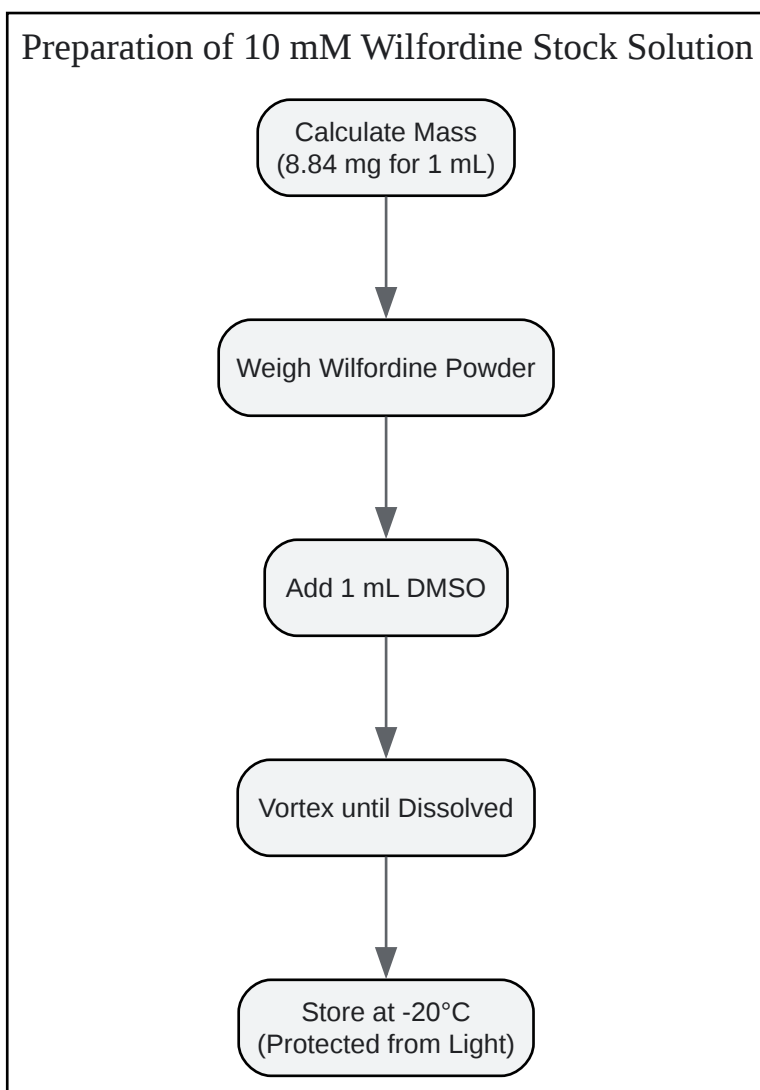 Preparation of 10 mM Wilfordine Stock Solution
Calculate Mass
(8.84 mg for 1 mL)
Weigh Wilfordine Powder
Add 1 mL DMSO
Vortex until Dissolved
Store at -20°C
(Protected from Light)